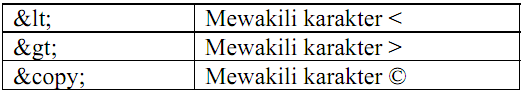 &lt; Mewakili karakter <
&gt; Mewakili karakter >
&copy; Mewakili karakter ©